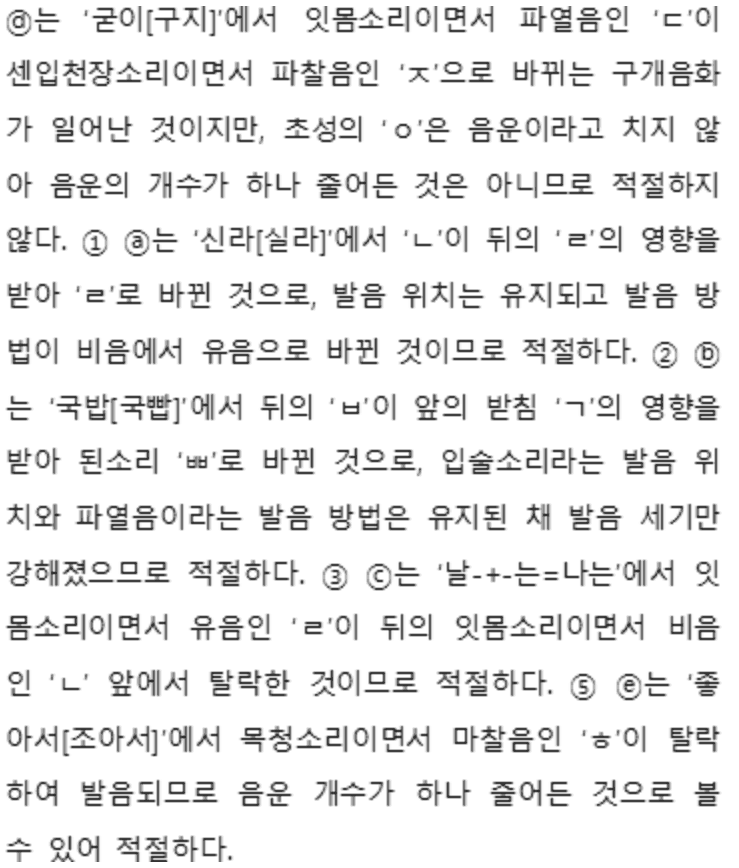 ⓓ는 ‘굳이[구지]’에서 잇몸소리이면서 파열음인 ‘ㄷ’이
센입천장소리이면서 파찰음인 ‘ㅈ’으로 바뀌는 구개음화
가 일어난 것이지만, 초성의 ‘ㅇ’은 음운이라고 치지 않
아 음운의 개수가 하나 줄어든 것은 아니므로 적절하지
않다. ① ⓐ는 ‘신라[실라]’에서 ‘ㄴ’이 뒤의 ‘ㄹ’의 영향을
받아 ‘ㄹ’로 바뀐 것으로, 발음 위치는 유지되고 발음 방
법이 비음에서 유음으로 바뀐 것이므로 적절하다. ② ⓑ
는 ‘국밥[국빱]’에서 뒤의 ‘ㅂ’이 앞의 받침 ‘ㄱ’의 영향을
받아 된소리 ‘ㅃ’로 바뀐 것으로, 입술소리라는 발음 위
치와 파열음이라는 발음 방법은 유지된 채 발음 세기만
강해졌으므로 적절하다. ③ ⓒ는 ‘날-+-는=나는’에서 잇
몸소리이면서 유음인 ‘ㄹ’이 뒤의 잇몸소리이면서 비음
인 ‘ㄴ’ 앞에서 탈락한 것이므로 적절하다. ⑤ ⓔ는 ‘좋
아서[조아서]’에서 목청소리이면서 마찰음인 ‘ㅎ’이 탈락
하여 발음되므로 음운 개수가 하나 줄어든 것으로 볼
수 있어 적절하다.